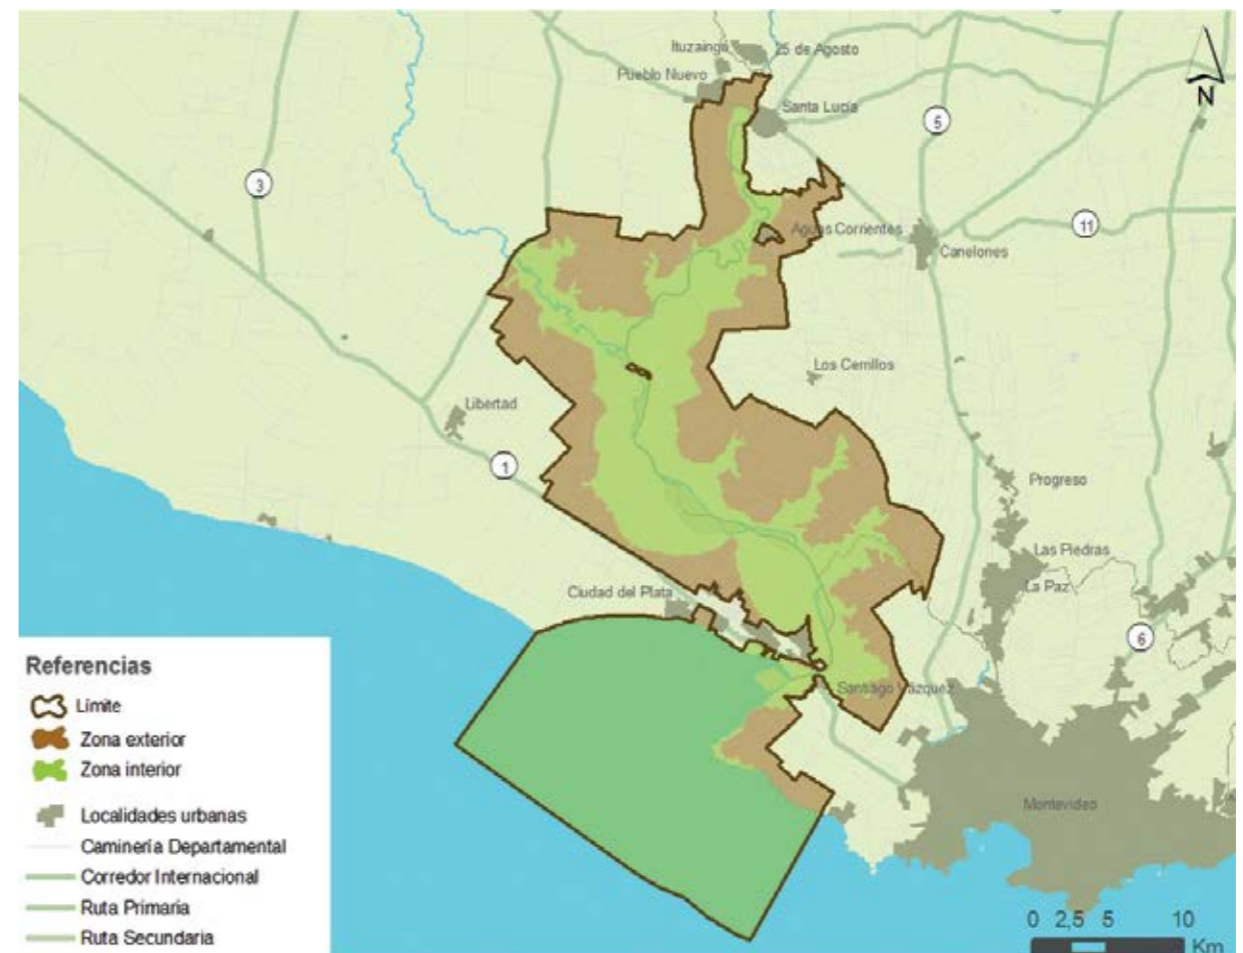 Ituzaingó
25 de Agosto
Pueblo Nuevo
Santa Lucía
N
5
3
11
Aguas Corrientes
Canelones
Los Cerrillos
Libertad
1
Progreso
Las Piedras
La Paz
Ciudad del Plata
6
Santiago Vázquez
Montevideo
Referencias
Límite
Zona exterior
Zona interior
Localidades urbanas
Caminería Departamental
Corredor Internacional
Ruta Primaria
Ruta Secundaria
0 2,5 5 10
Km